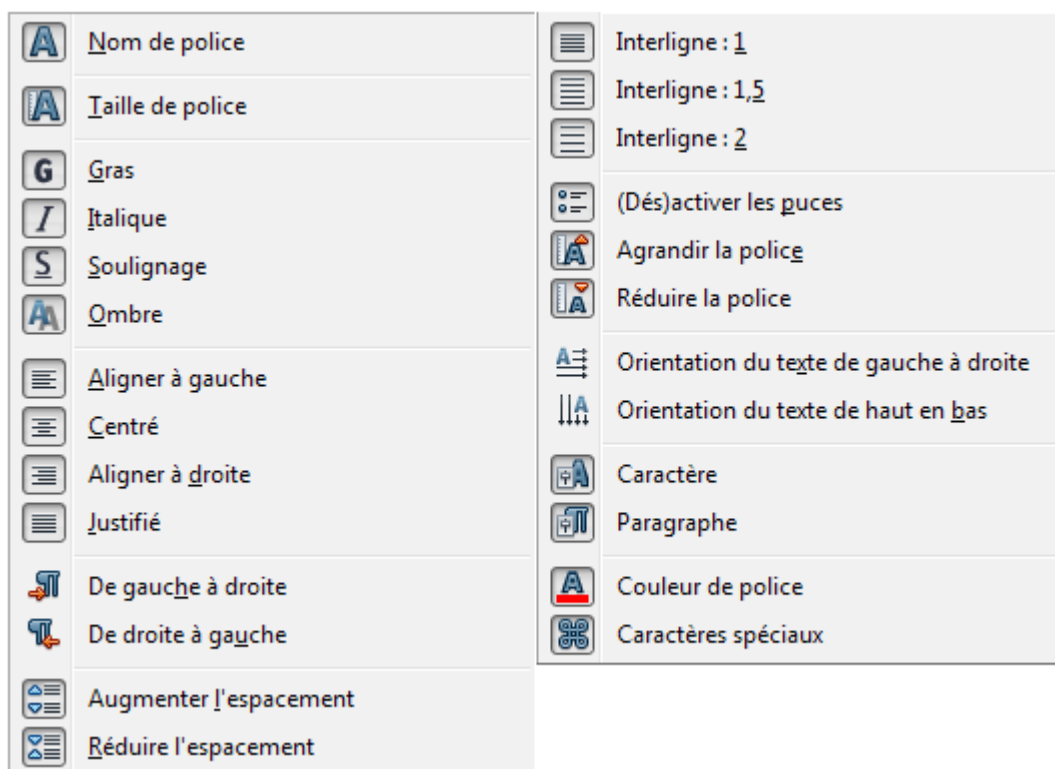 Nom de police
Taille de police
Gras
Italique
Soulignage
Ombre
Aligner à gauche
Centré
Aligner à droite
Justifié
De gauche à droite
De droite à gauche
Augmenter l'espacement
Réduire l'espacement
Interligne : 1
Interligne : 1,5
Interligne : 2
(Dés)activer les puces
Agrandir la police
Réduire la police
Orientation du texte de gauche à droite
Orientation du texte de haut en bas
Caractère
Paragraphe
Couleur de police
Caractères spéciaux